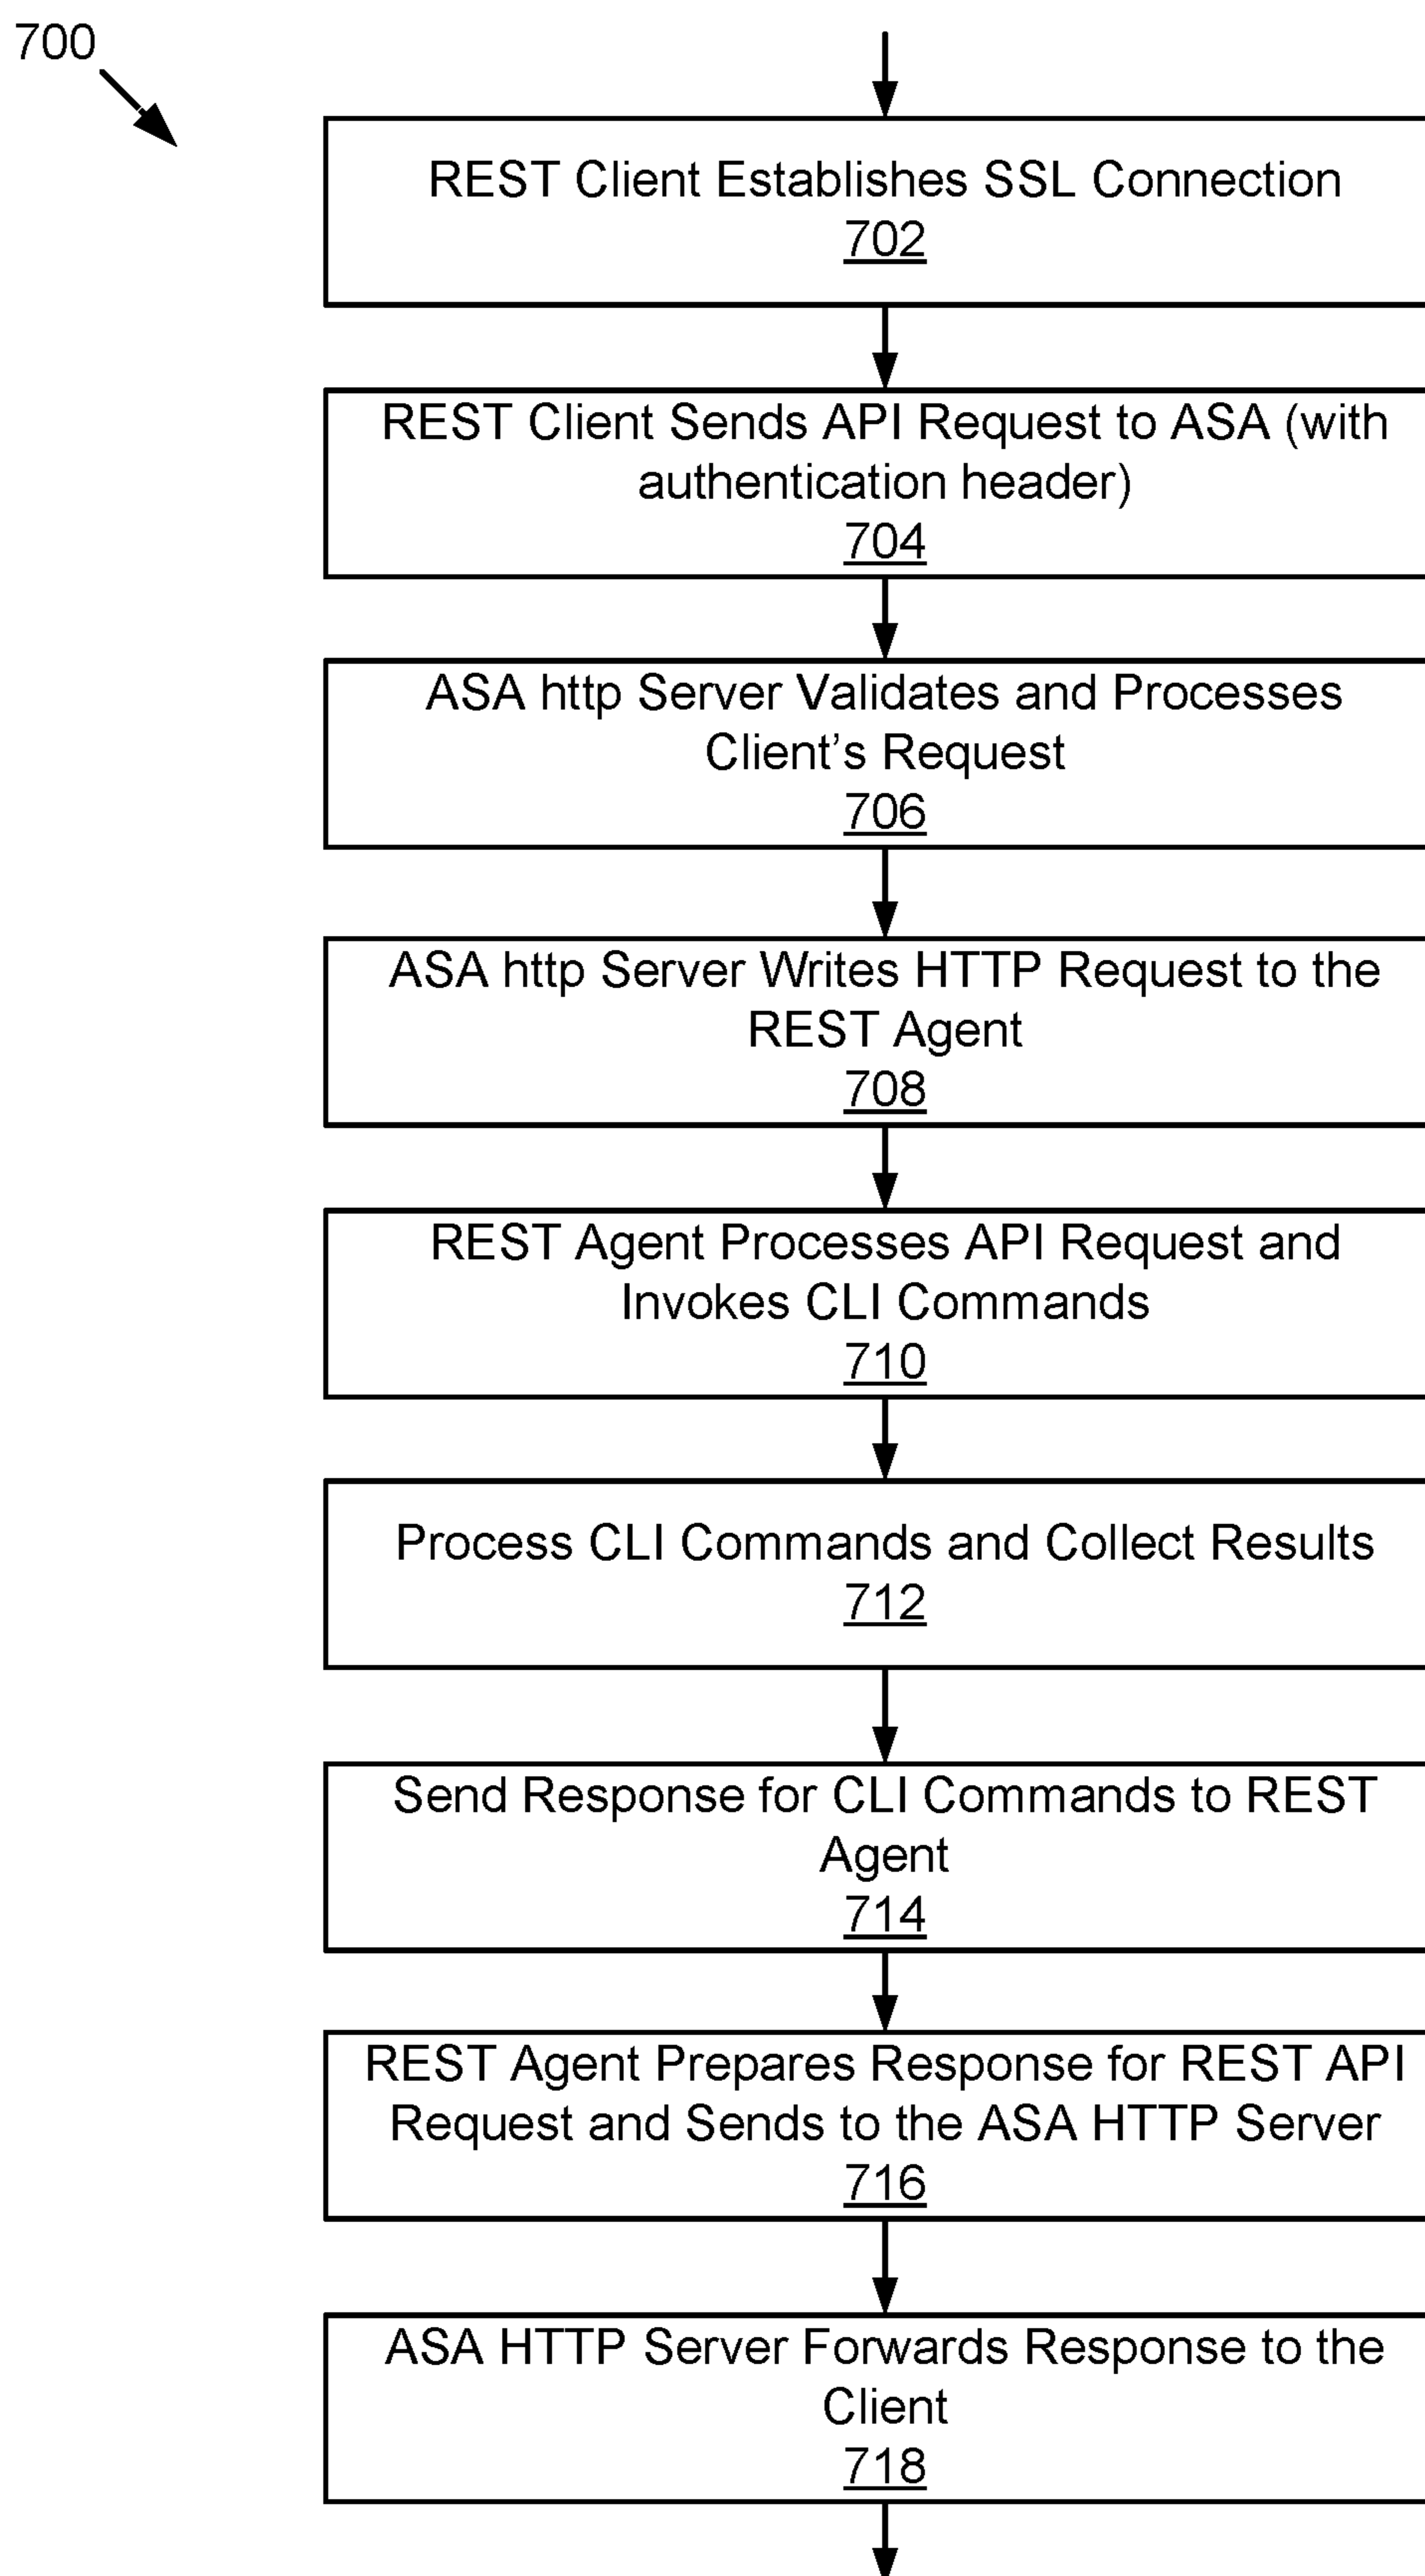 700
REST Client Establishes SSL Connection
702
REST Client Sends API Request to ASA (with
authentication header)
704
ASA http Server Validates and Processes
Client’s Request
706
ASA http Server Writes HTTP Request to the
REST Agent
708
REST Agent Processes API Request and
Invokes CLI Commands
710
Process CLI Commands and Collect Results
712
Send Response for CLI Commands to REST
Agent
714
REST Agent Prepares Response for REST API
Request and Sends to the ASA HTTP Server
716
ASA HTTP Server Forwards Response to the
Client
718